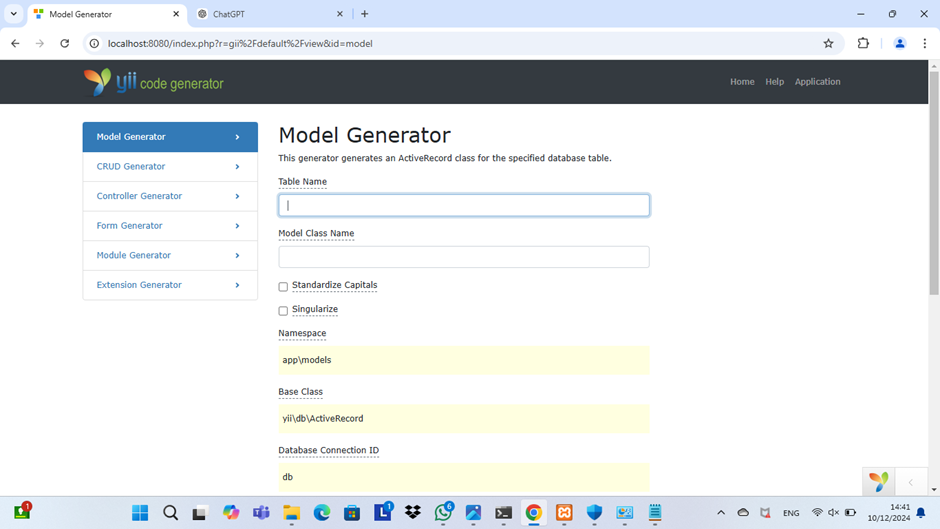 Model Generator
ChatGPT
localhost:8080/index.php?r=gii%2Fdefault%2Fview&id=model
yii code generator
Home Help Application
Model Generator
CRUD Generator
Controller Generator
Form Generator
Module Generator
Extension Generator
Model Generator
This generator generates an ActiveRecord class for the specified database table.
Table Name
Model Class Name
Standardize Capitals
Singularize
Namespace
app\models
Base Class
yii\db\ActiveRecord
Database Connection ID
db
1
1
6
ENG
14:41
10/12/2024